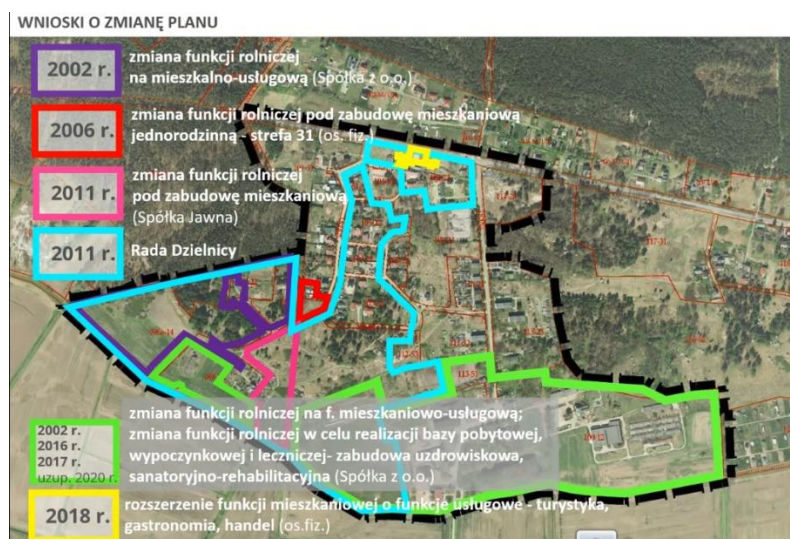 WNIOSKI O ZMIANĘ PLANU
2002 r.
zmiana funkcji rolniczej
na mieszkalno-usługową (Spółka z o.o.)
2006 r.
zmiana funkcji rolniczej pod zabudowę mieszkaniową
jednorodzinną - strefa 31 (os. fiz.)
2011 r.
zmiana funkcji rolniczej
pod zabudowę mieszkaniową
(Spółka Jawna)
2011 r.
Rada Dzielnicy
2002 r.
2016 r.
2017 r.
uzup. 2020 r.
zmiana funkcji rolniczej na f. mieszkaniowo-usługową;
zmiana funkcji rolniczej w celu realizacji bazy pobytowej,
wypoczynkowej i leczniczej- zabudowa uzdrowiskowa,
sanatoryjno-rehabilitacyjna (Spółka z o.o.)
2018 r.
rozszerzenie funkcji mieszkaniowej o funkcje usługowe - turystyka,
gastronomia, handel (os.fiz.)